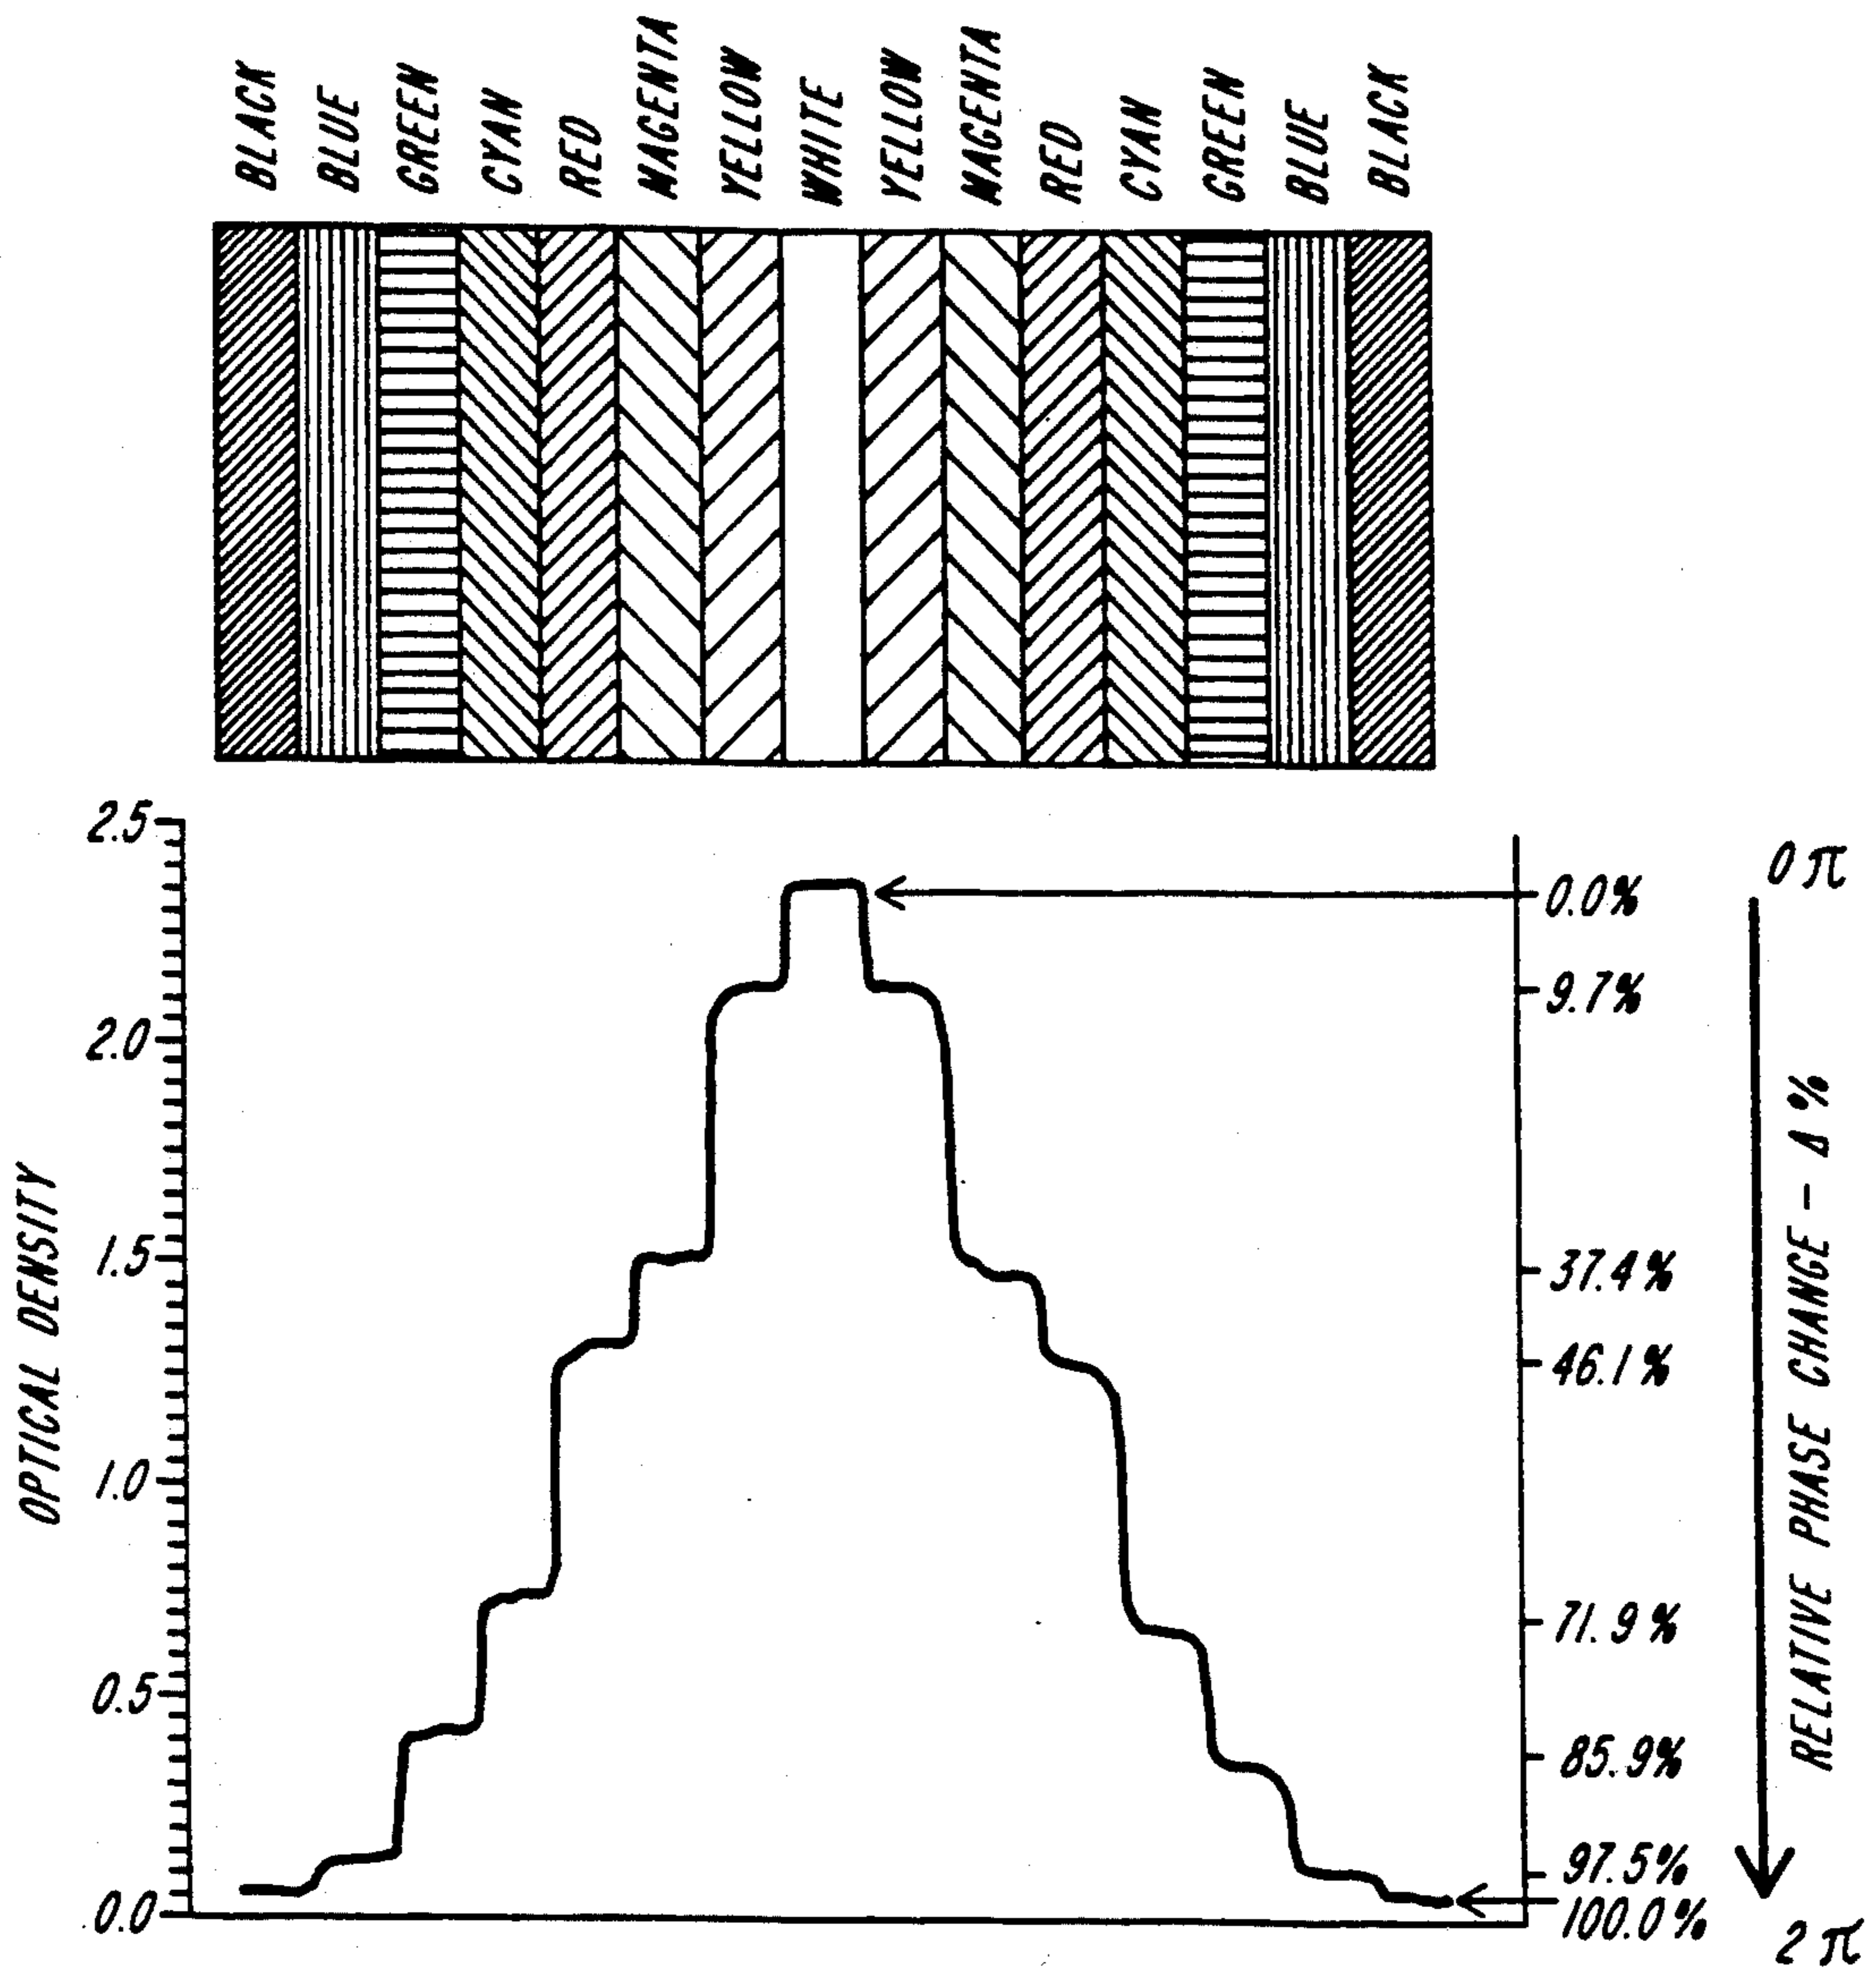 BLACK
BLUE
GREEN
CYAN
RED
MAGENTA
YELLOW
WHITE
YELLOW
MAGENTA
RED
CYAN
GREEN
BLUE
BLACK
2.5
2.0
1.5
1.0
0.5
0.0
OPTICAL DENSITY
0.0%
9.7%
37.4%
46.1%
71.9%
85.9%
97.5%
100.0%
0π
RELATIVE PHASE CHANGE - Δ %
2π